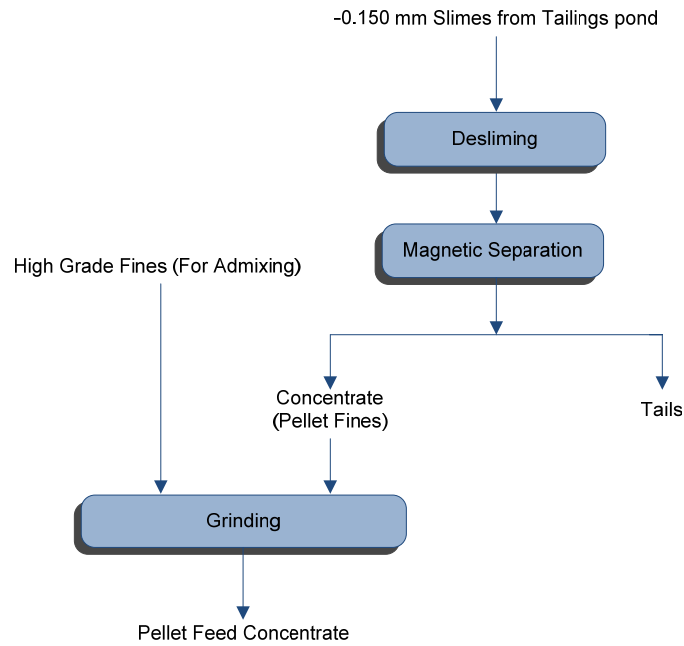 -0.150 mm Slimes from Tailings pond
Desliming
Magnetic Separation
High Grade Fines (For Admixing)
Concentrate
(Pellet Fines)
Tails
Grinding
Pellet Feed Concentrate